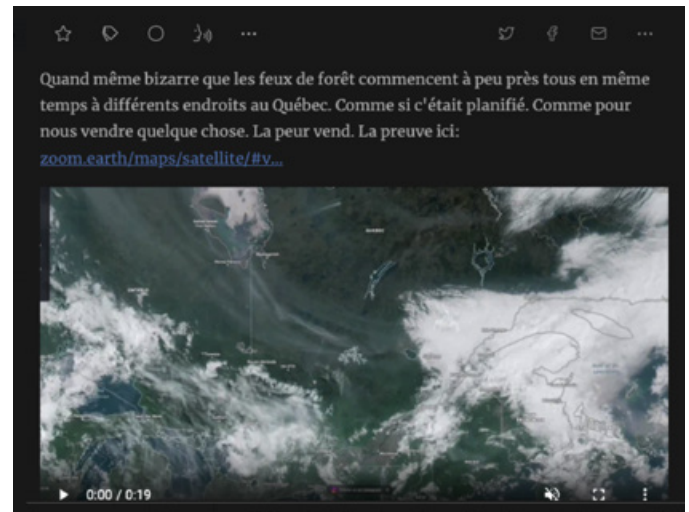 Quand même bizarre que les feux de forêt commencent à peu près tous en même
temps à différents endroits au Québec. Comme si c'était planifié. Comme pour
nous vendre quelque chose. La peur vend. La preuve ici:
zoom.earth/maps/satellite/#v...
QUEBEC
0:00 / 0:19